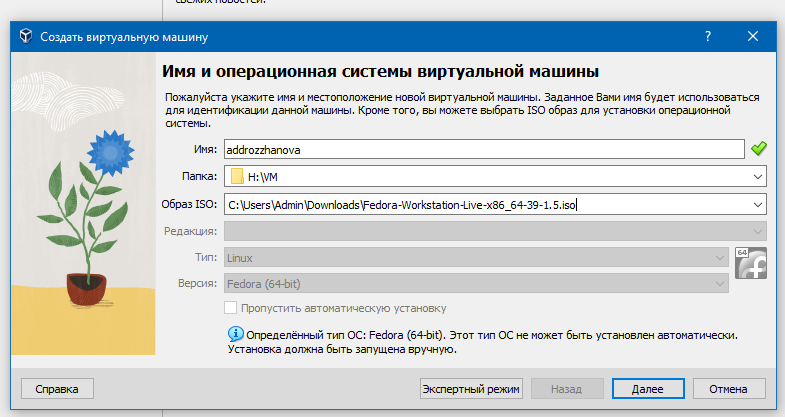 свежих новостей.
Создать виртуальную машину
?
Имя и операционная системы виртуальной машины
Пожалуйста укажите имя и местоположение новой виртуальной машины. Заданное Вами имя будет использоваться
для идентификации данной машины. Кроме того, вы можете выбрать ISO образ для установки операционной
системы.
Имя: addrozzhanova
Папка: H:\VM
Образ ISO: C:\Users\Admin\Downloads\Fedora-Workstation-Live-x86_64-39-1.5.iso
Редакция:
Тип: Linux
64
Версия: Fedora (64-bit)
Пропустить автоматическую установку
Определённый тип ОС: Fedora (64-bit). Этот тип ОС не может быть установлен автоматически.
Установка должна быть запущена вручную.
Справка Экспертный режим Назад Далее Отмена